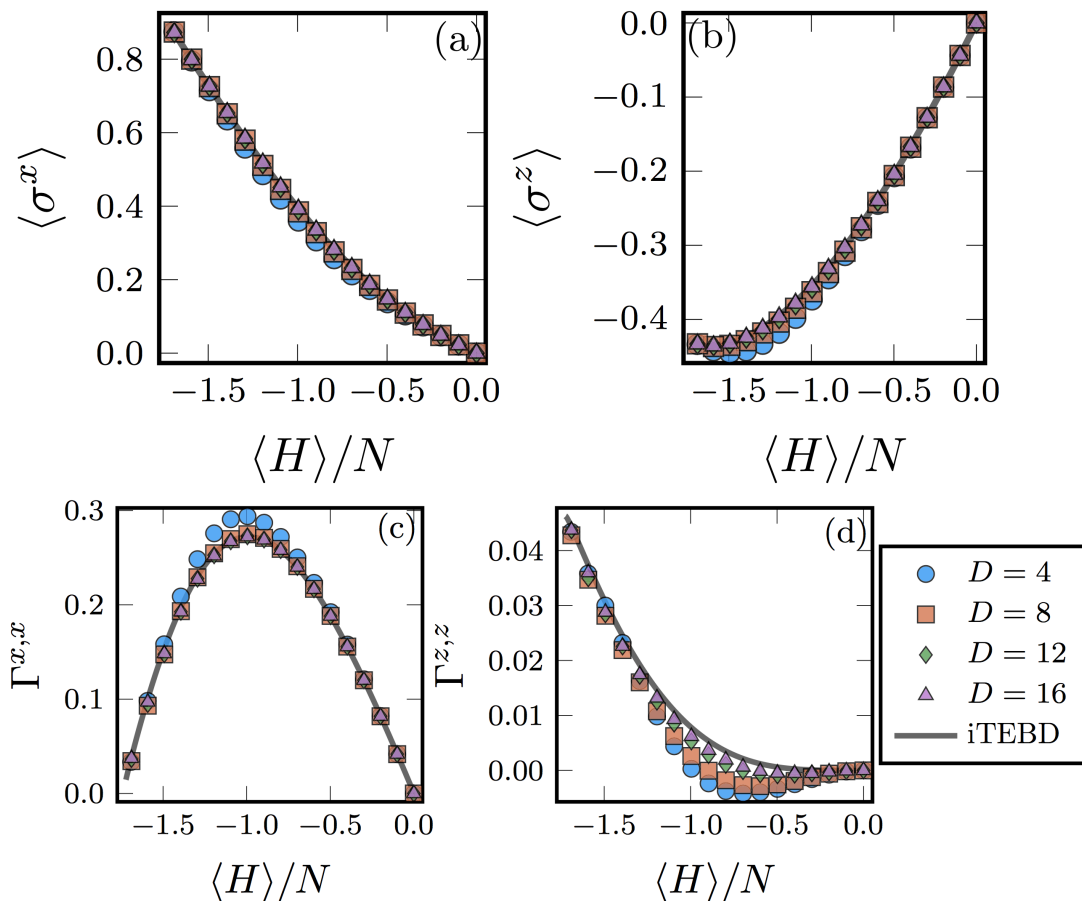 (a)
⟨σ^x⟩
0.8
0.6
0.4
0.2
0.0
−1.5 −1.0 −0.5 0.0
⟨H⟩/N
(b)
⟨σ^z⟩
0.0
−0.1
−0.2
−0.3
−0.4
−1.5 −1.0 −0.5 0.0
⟨H⟩/N
(c)
Γ^{x,x}
0.3
0.2
0.1
0.0
−1.5 −1.0 −0.5 0.0
⟨H⟩/N
(d)
Γ^{z,z}
0.04
0.03
0.02
0.01
0.00
−1.5 −1.0 −0.5 0.0
⟨H⟩/N
D = 4
D = 8
D = 12
D = 16
iTEBD